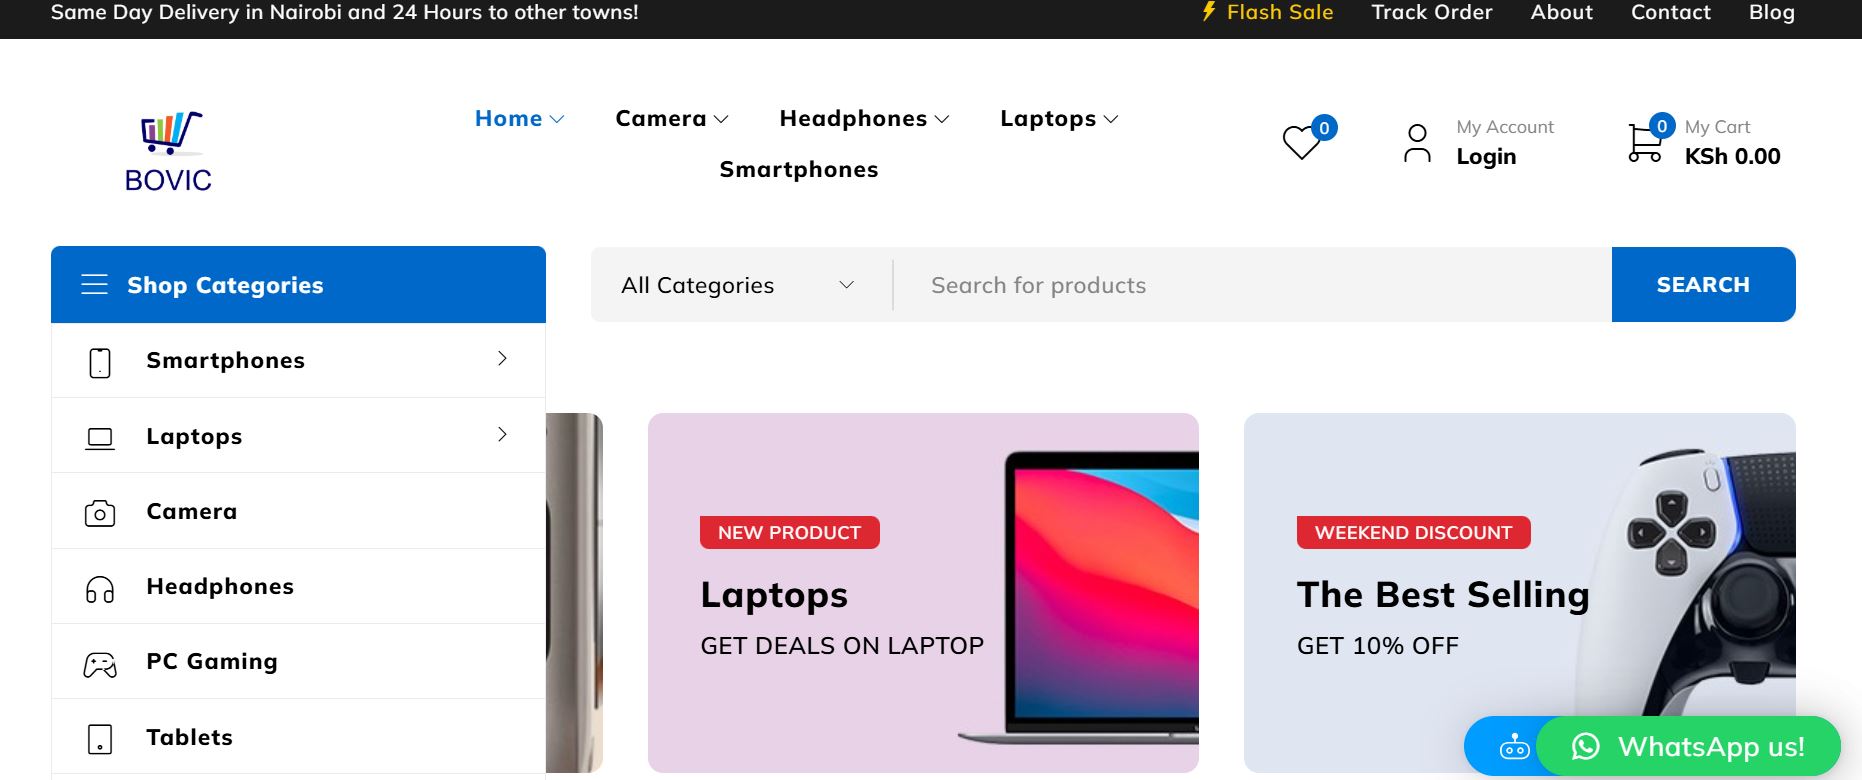 Same Day Delivery in Nairobi and 24 Hours to other towns!
Flash Sale Track Order About Contact Blog
BOVIC
Home Camera Headphones Laptops
Smartphones
0
My Account
Login
0
My Cart
KSh 0.00
Shop Categories
All Categories Search for products SEARCH
Smartphones
Laptops
Camera
Headphones
PC Gaming
Tablets
NEW PRODUCT
Laptops
GET DEALS ON LAPTOP
WEEKEND DISCOUNT
The Best Selling
GET 10% OFF
WhatsApp us!